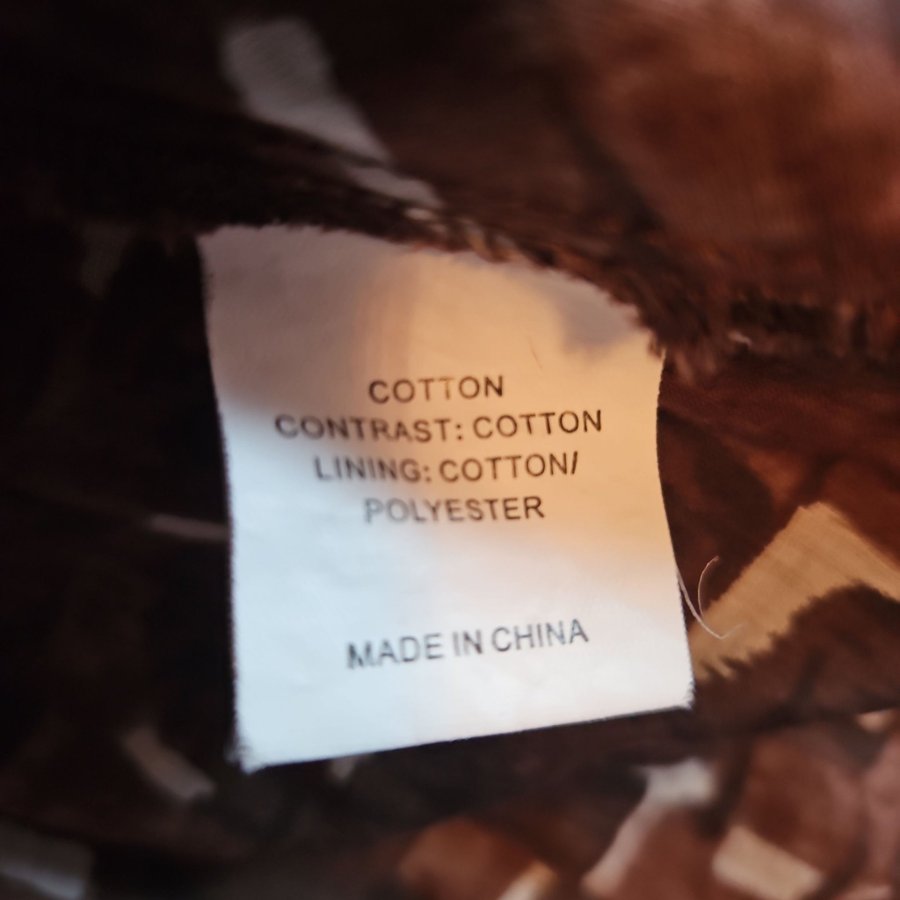 COTTON
CONTRAST: COTTON
LINING: COTTON/
POLYESTER
MADE IN CHINA